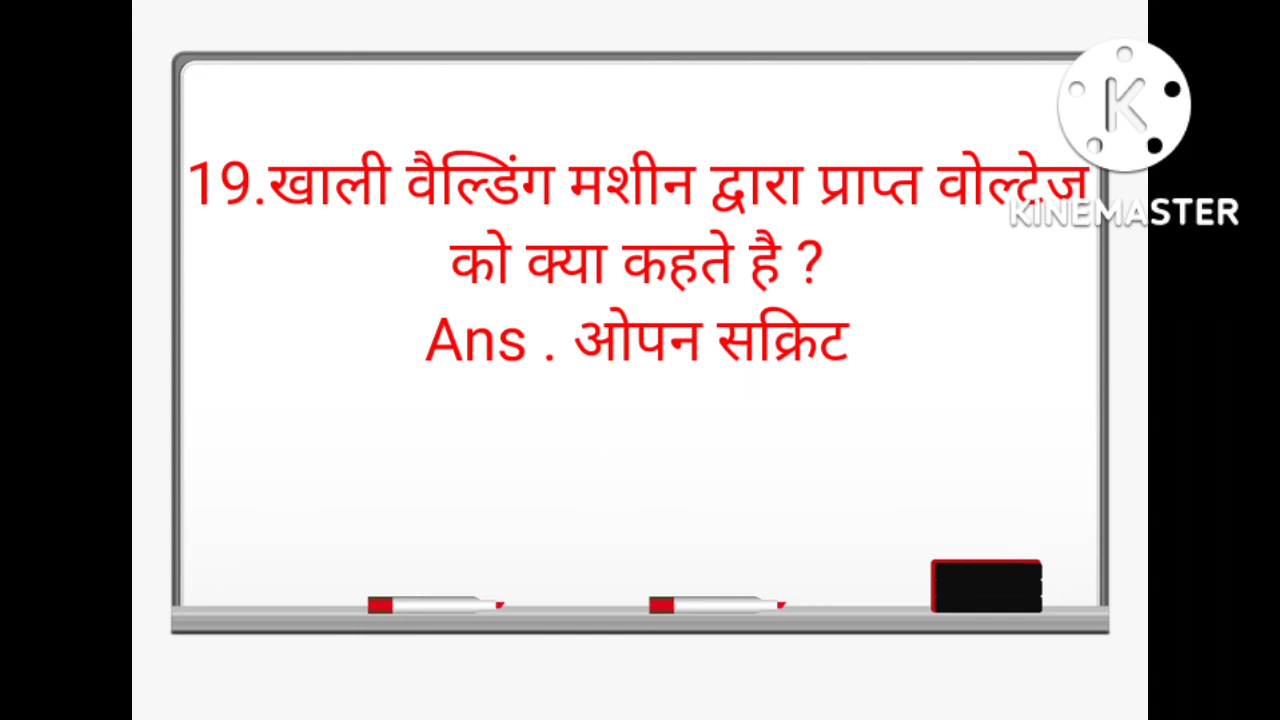 19.खाली वैल्डिंग मशीन द्वारा प्राप्त वोल्टेज
को क्या कहते है ?
Ans . ओपन सक्रिट
K
KINEMASTER